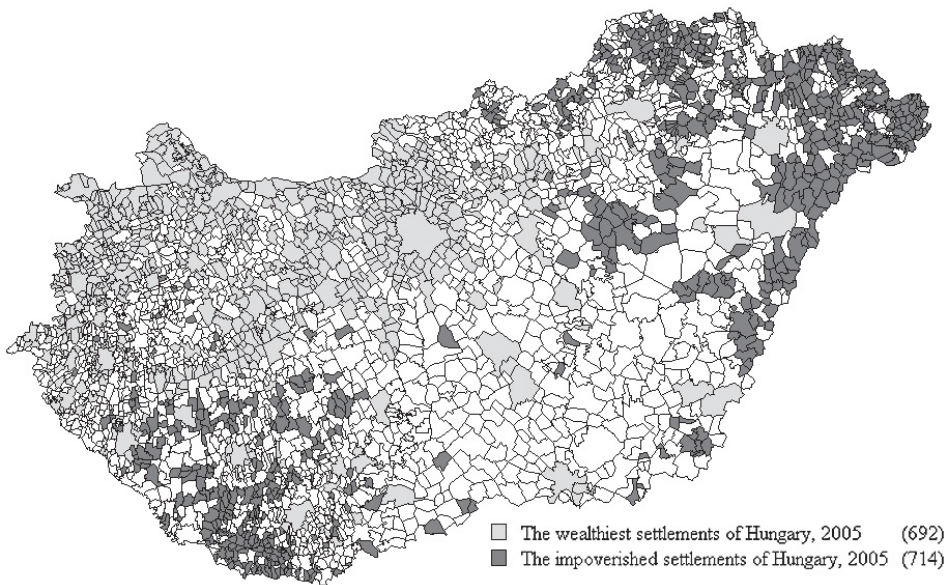 The wealthiest settlements of Hungary, 2005 (692)
The impoverished settlements of Hungary, 2005 (714)